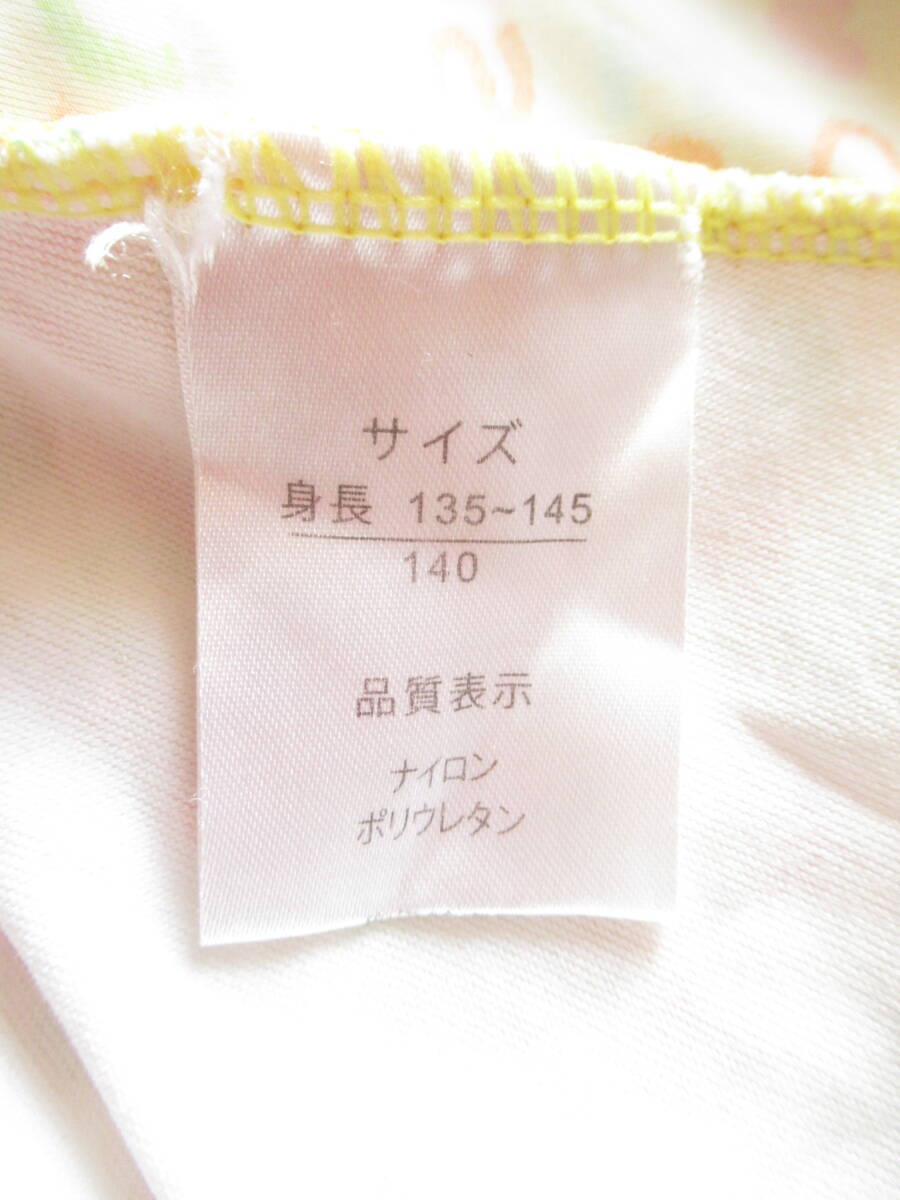 サイズ
身長 135~145
140
品質表示
ナイロン
ポリウレタン